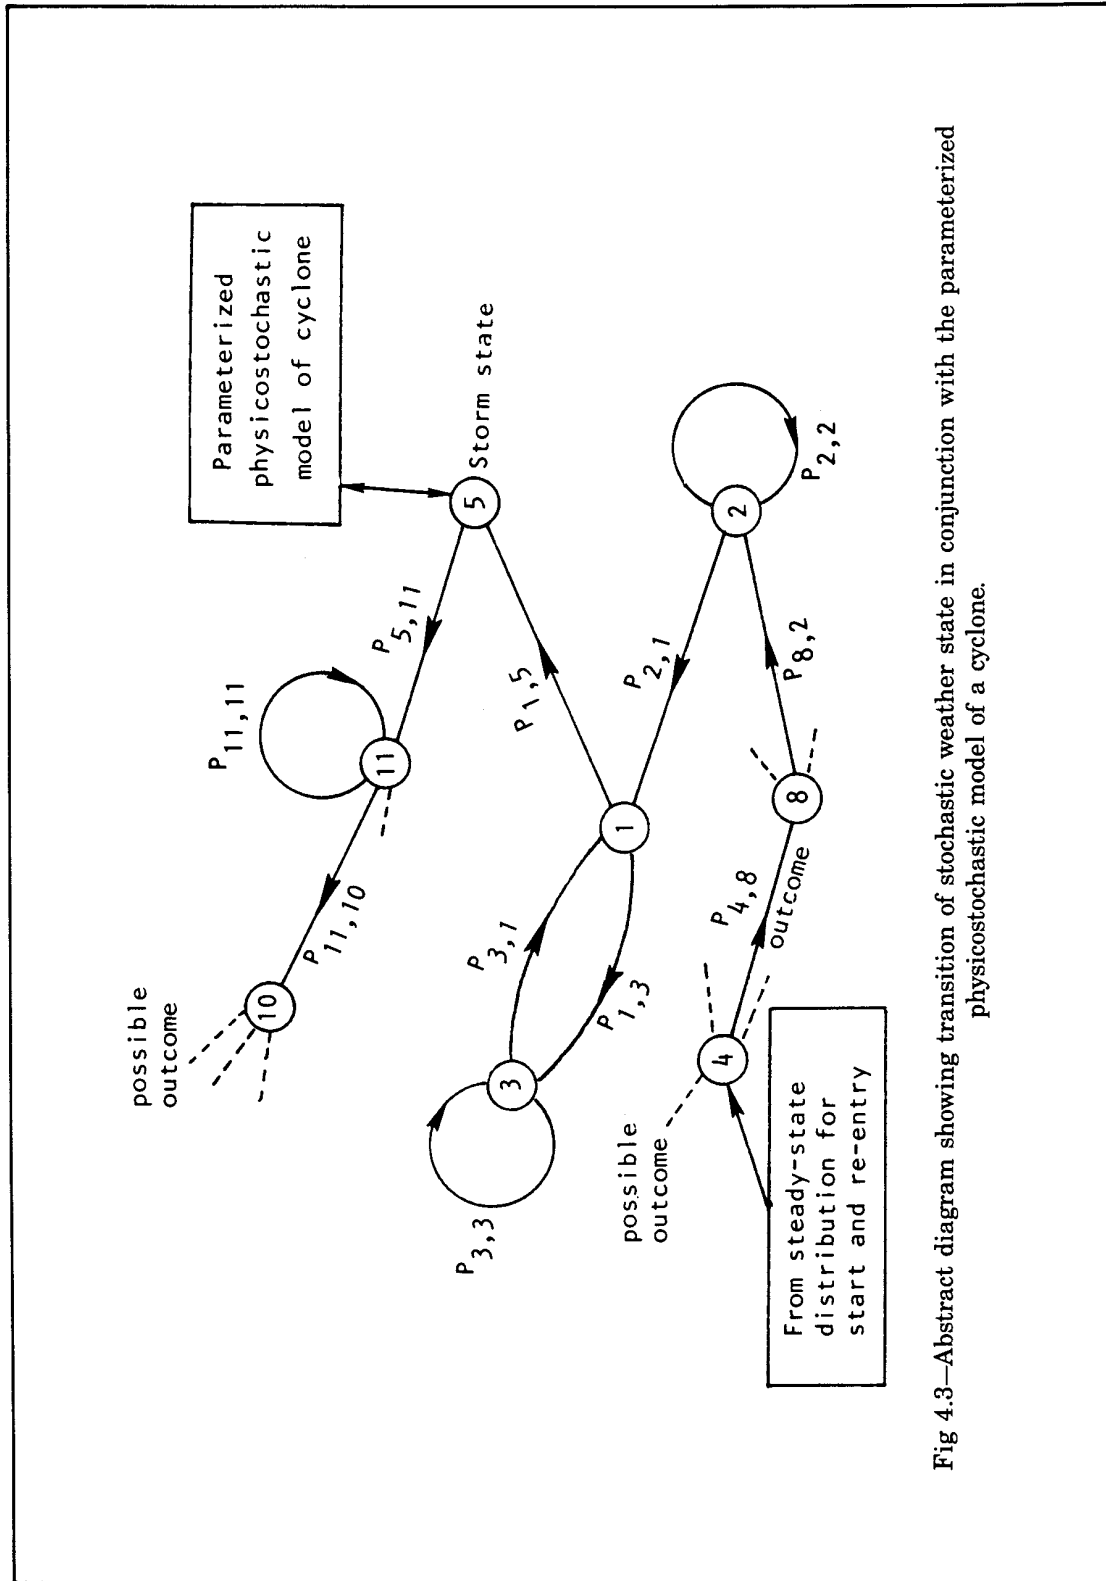 possible
outcome
10
P11,10
P11,11
11
P5,11
Parameterized
physicostochastic
model of cyclone
5
Storm state
P3,3
3
P3,1
P1,3
1
P1,5
P2,1
2
P2,2
possible
outcome
4
P4,8
outcome
8
P8,2
From steady-state
distribution for
start and re-entry
Fig 4.3—Abstract diagram showing transition of stochastic weather state in conjunction with the parameterized
physicostochastic model of a cyclone.